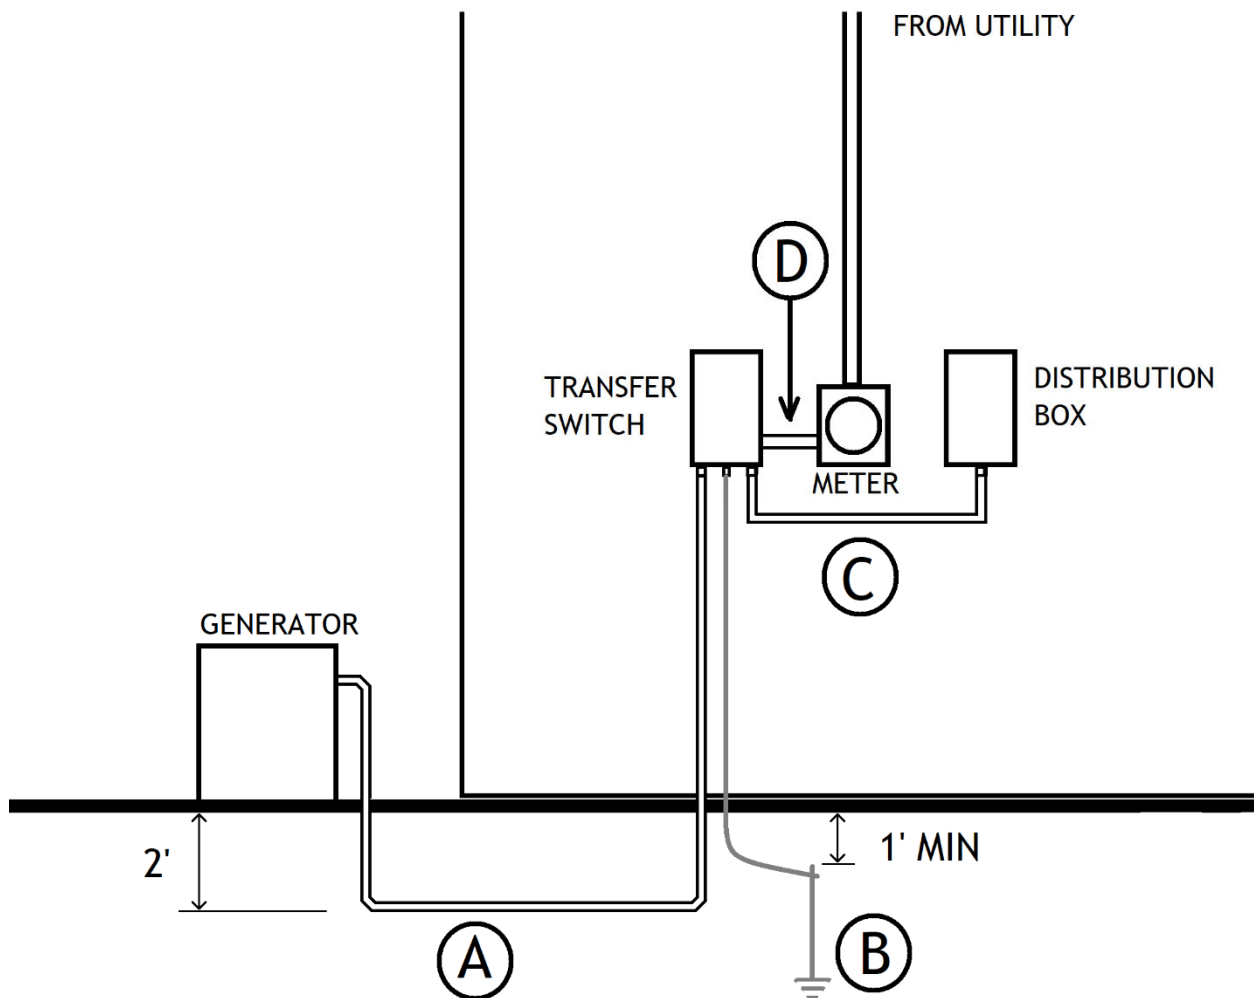 FROM UTILITY
D
TRANSFER
SWITCH
DISTRIBUTION
BOX
METER
C
GENERATOR
2'
1' MIN
A
B